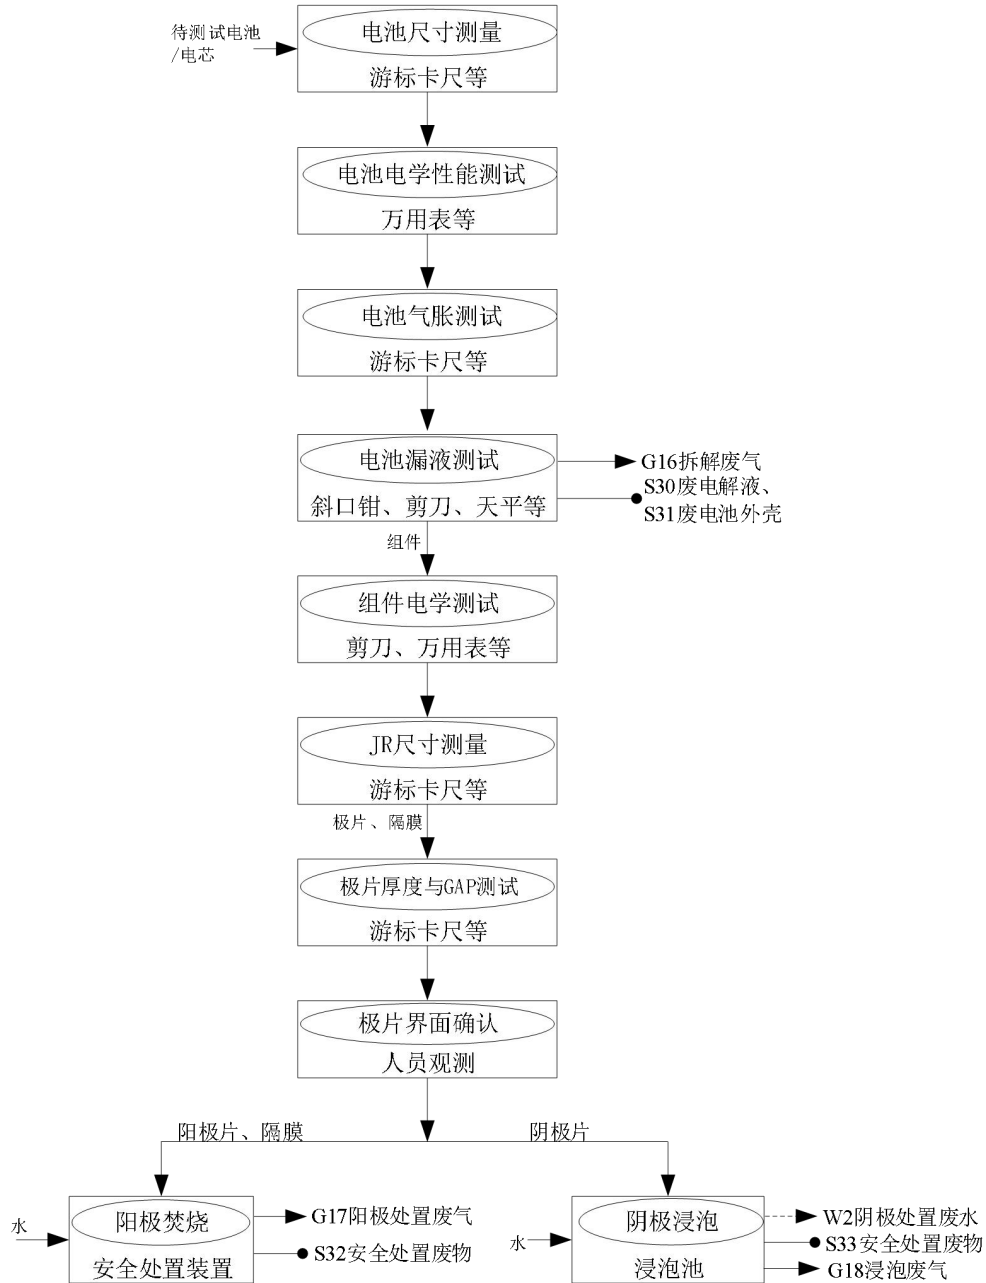 电池尺寸测量
待测试电池
/电芯
游标卡尺等
电池电学性能测试
万用表等
电池气胀测试
游标卡尺等
电池漏液测试
G16拆解废气
S30废电解液、
斜口钳、剪刀、天平等
S31废电池外壳
组件
组件电学测试
剪刀、万用表等
JR尺寸测量
游标卡尺等
极片、隔膜
极片厚度与GAP测试
游标卡尺等
极片界面确认
人员观测
阳极片、隔膜
阴极片
水
阳极焚烧
G17阳极处置废气
S32安全处置废物
安全处置装置
水
阴极浸泡
W2阴极处置废水
S33安全处置废物
浸泡池
G18浸泡废气